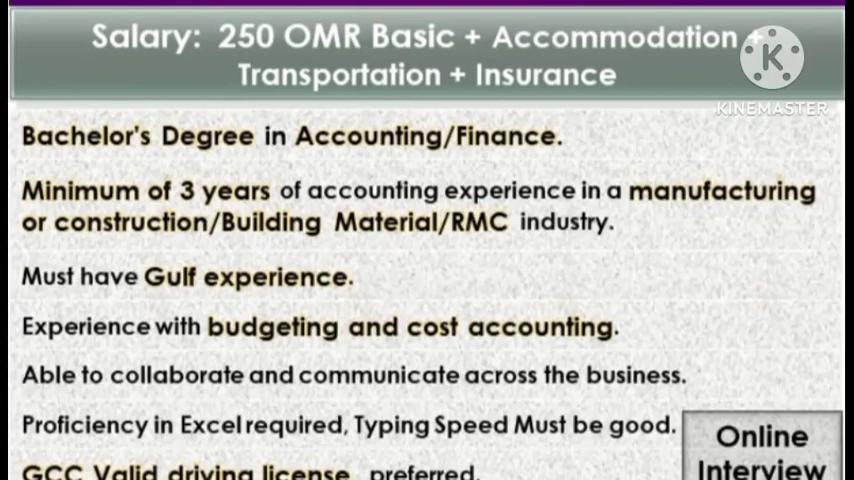 Salary: 250 OMR Basic + Accommodation +
Transportation + Insurance
K
KINEMASTER
Bachelor's Degree in Accounting/Finance.
Minimum of 3 years of accounting experience in a manufacturing
or construction/Building Material/RMC industry.
Must have Gulf experience.
Experience with budgeting and cost accounting.
Able to collaborate and communicate across the business.
Proficiency in Excel required, Typing Speed Must be good.
GCC Valid driving license preferred.
Online
Interview